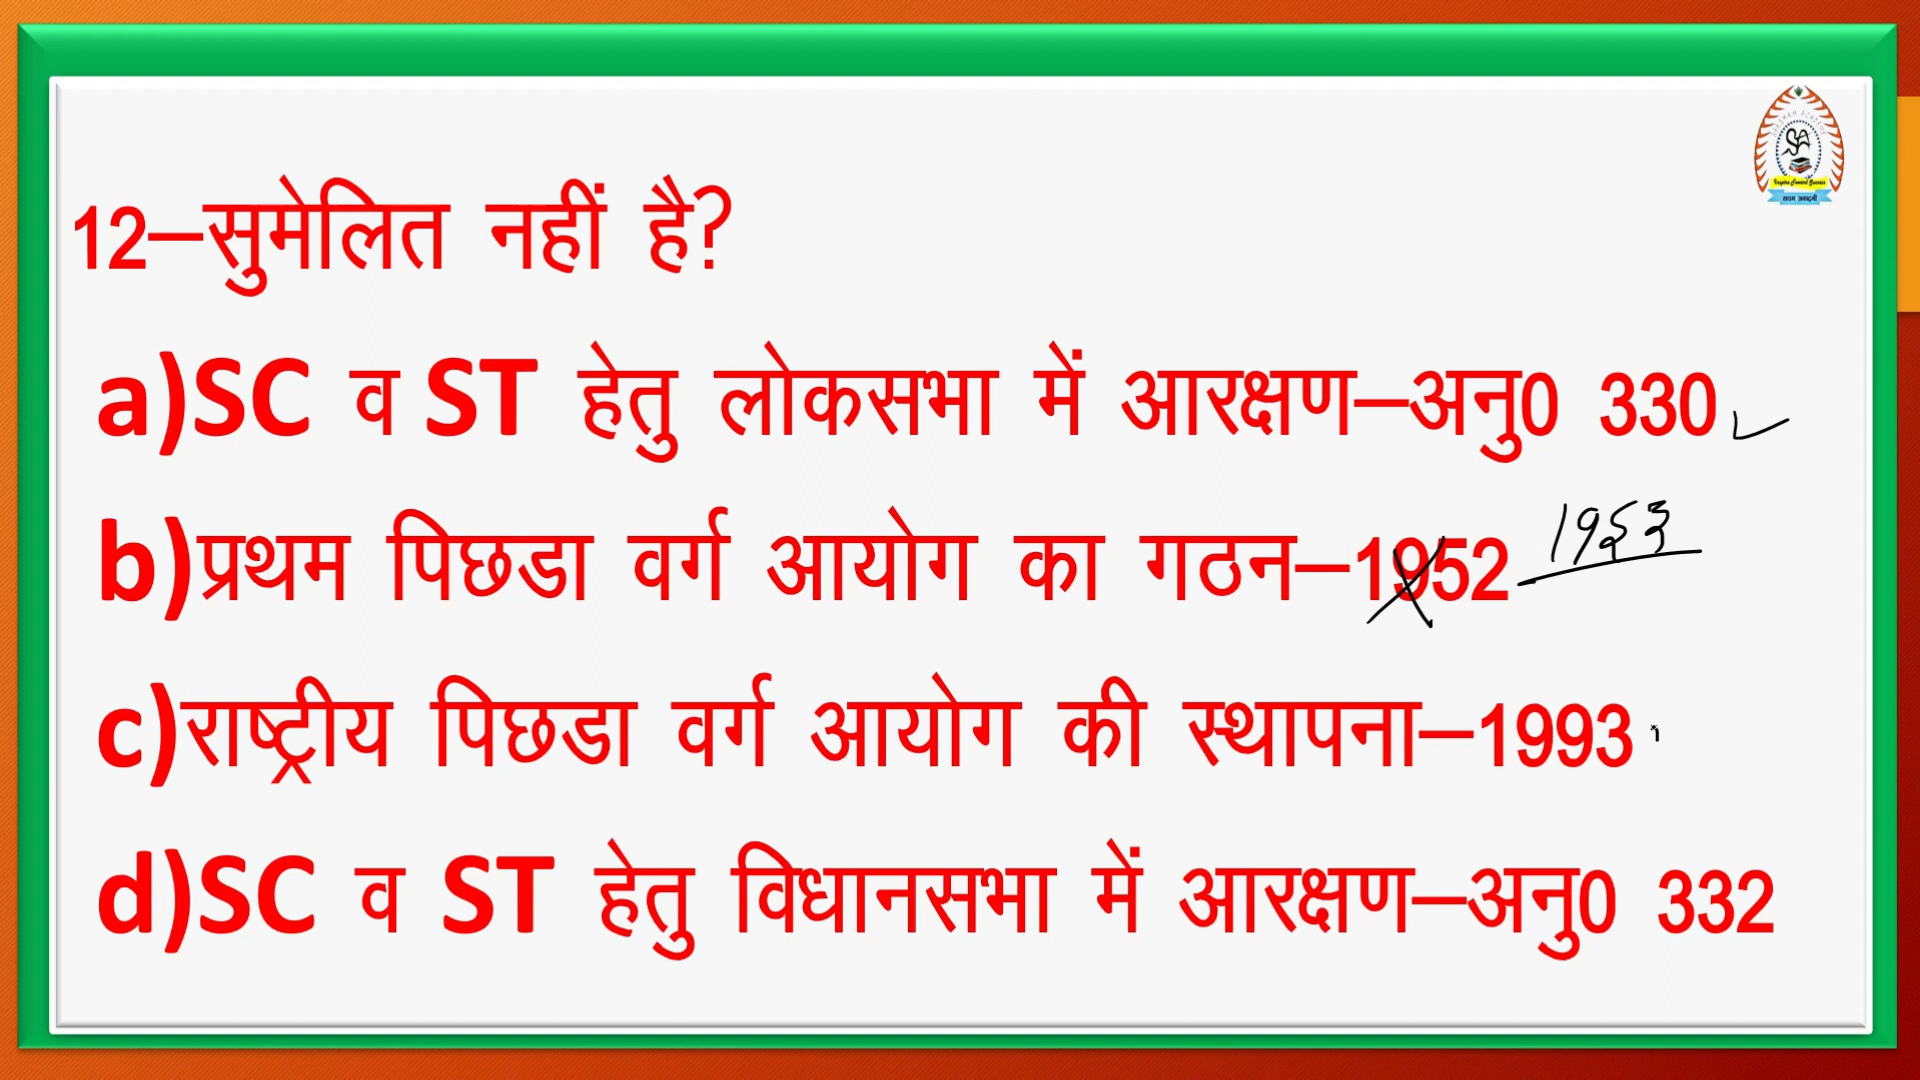 12–सुमेलित नहीं है?
a)SC व ST हेतु लोकसभा में आरक्षण–अनु0 330
b)प्रथम पिछडा वर्ग आयोग का गठन–1952 1953
c)राष्ट्रीय पिछडा वर्ग आयोग की स्थापना–1993
d)SC व ST हेतु विधानसभा में आरक्षण–अनु0 332